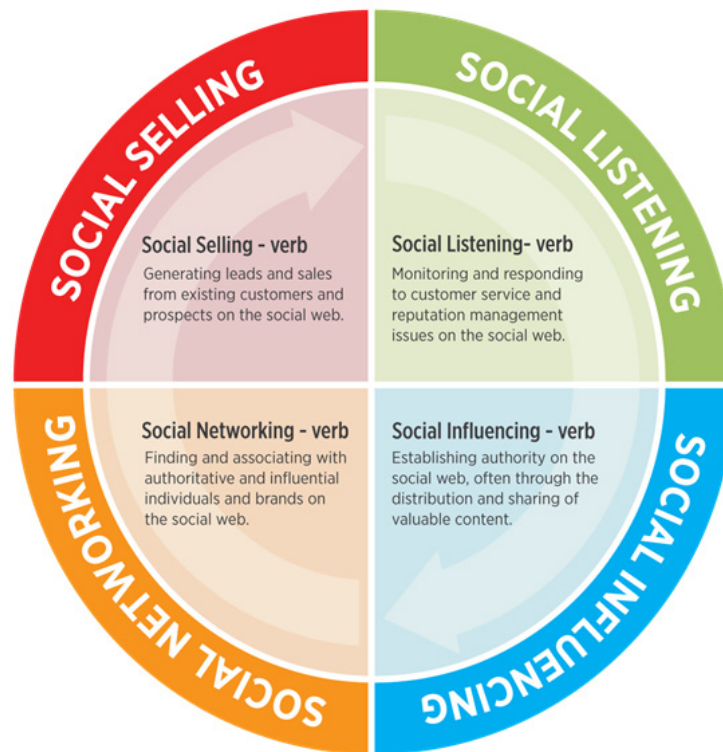 SOCIAL SELLING
SOCIAL LISTENING
Social Selling - verb
Generating leads and sales
from existing customers and
prospects on the social web.
Social Listening- verb
Monitoring and responding
to customer service and
reputation management
issues on the social web.
Social Networking - verb
Finding and associating with
authoritative and influential
individuals and brands on
the social web.
Social Influencing - verb
Establishing authority on the
social web, often through the
distribution and sharing of
valuable content.
SOCIAL NETWORKING
SOCIAL INFLUENCING